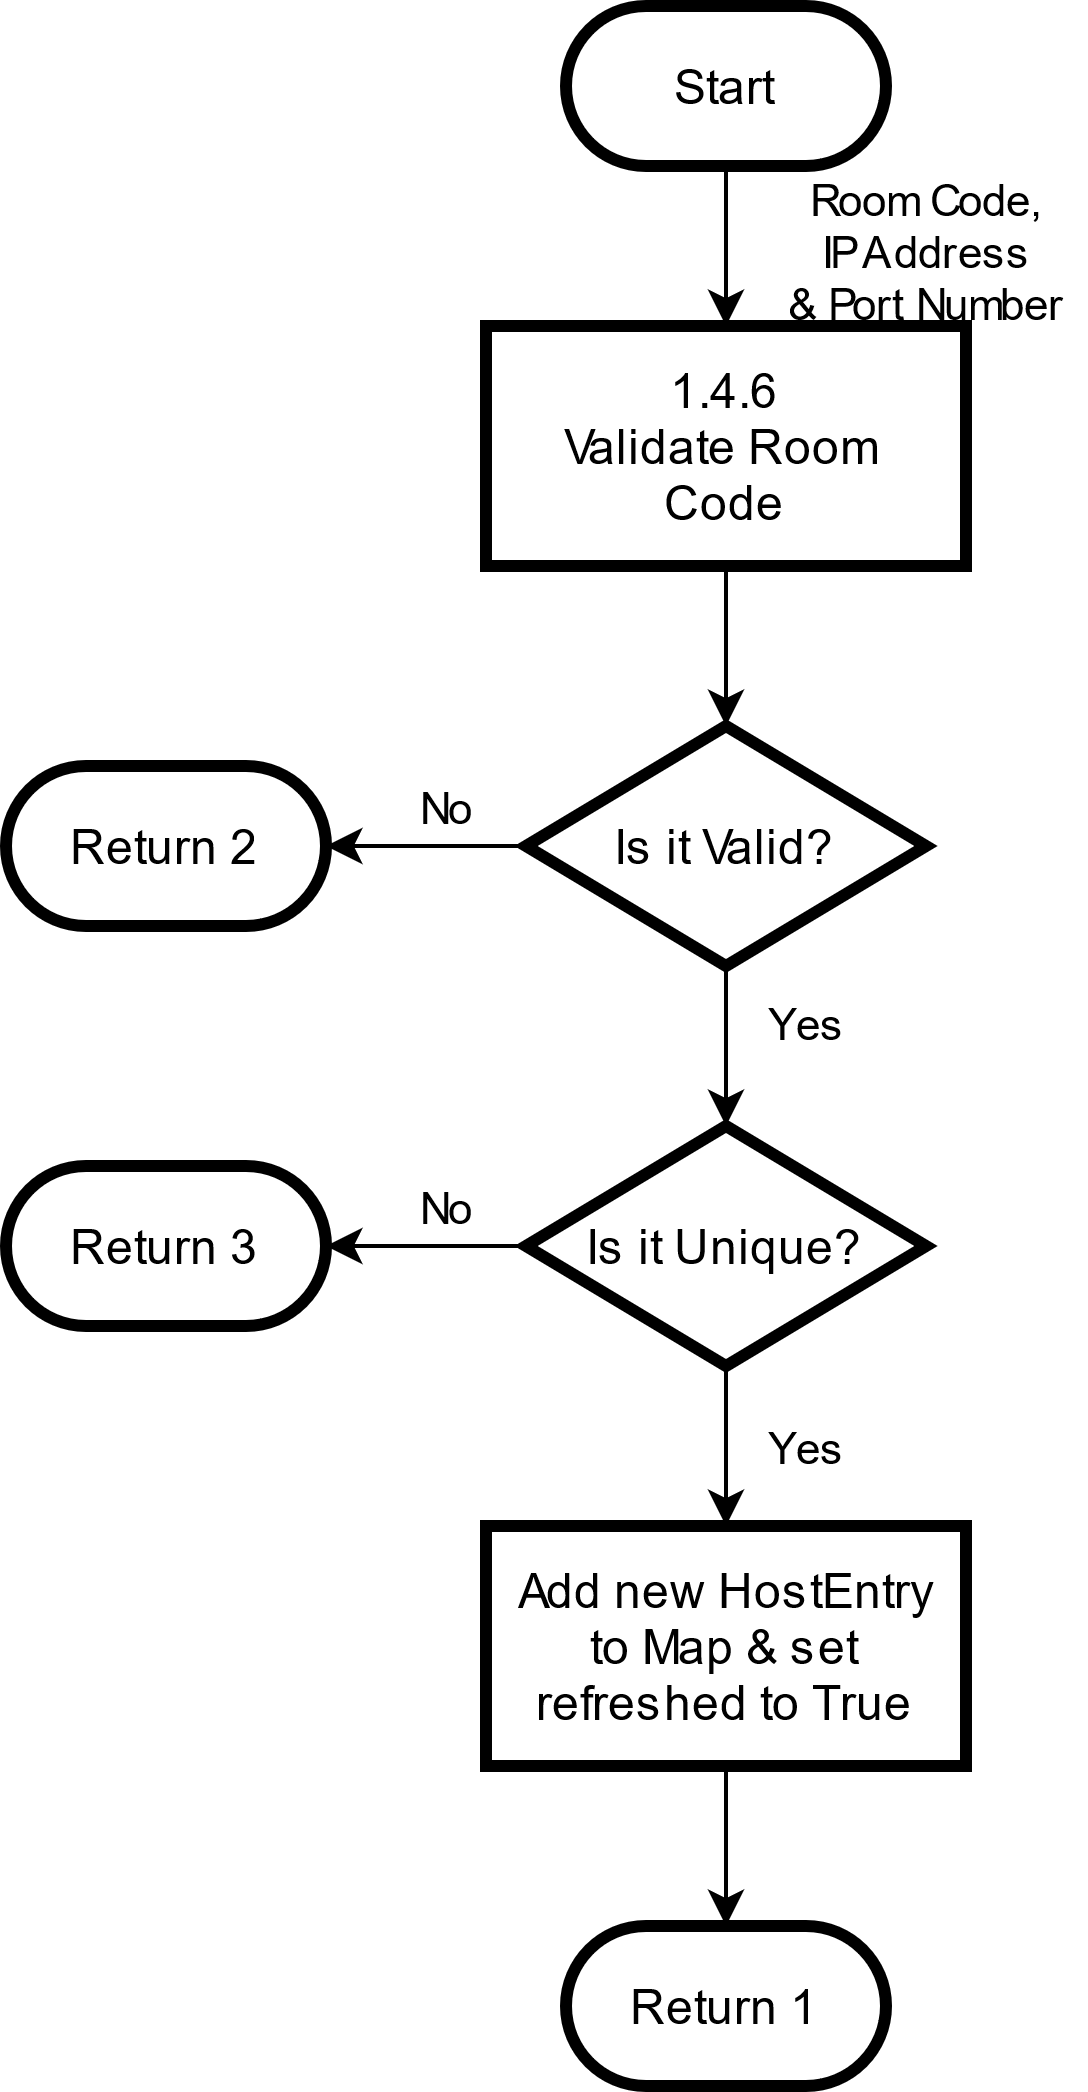 Start
Room Code,
IP Address
& Port Number
1.4.6
Validate Room
Code
Is it Valid?
No
Return 2
Yes
Is it Unique?
No
Return 3
Yes
Add new HostEntry
to Map & set
refreshed to True
Return 1